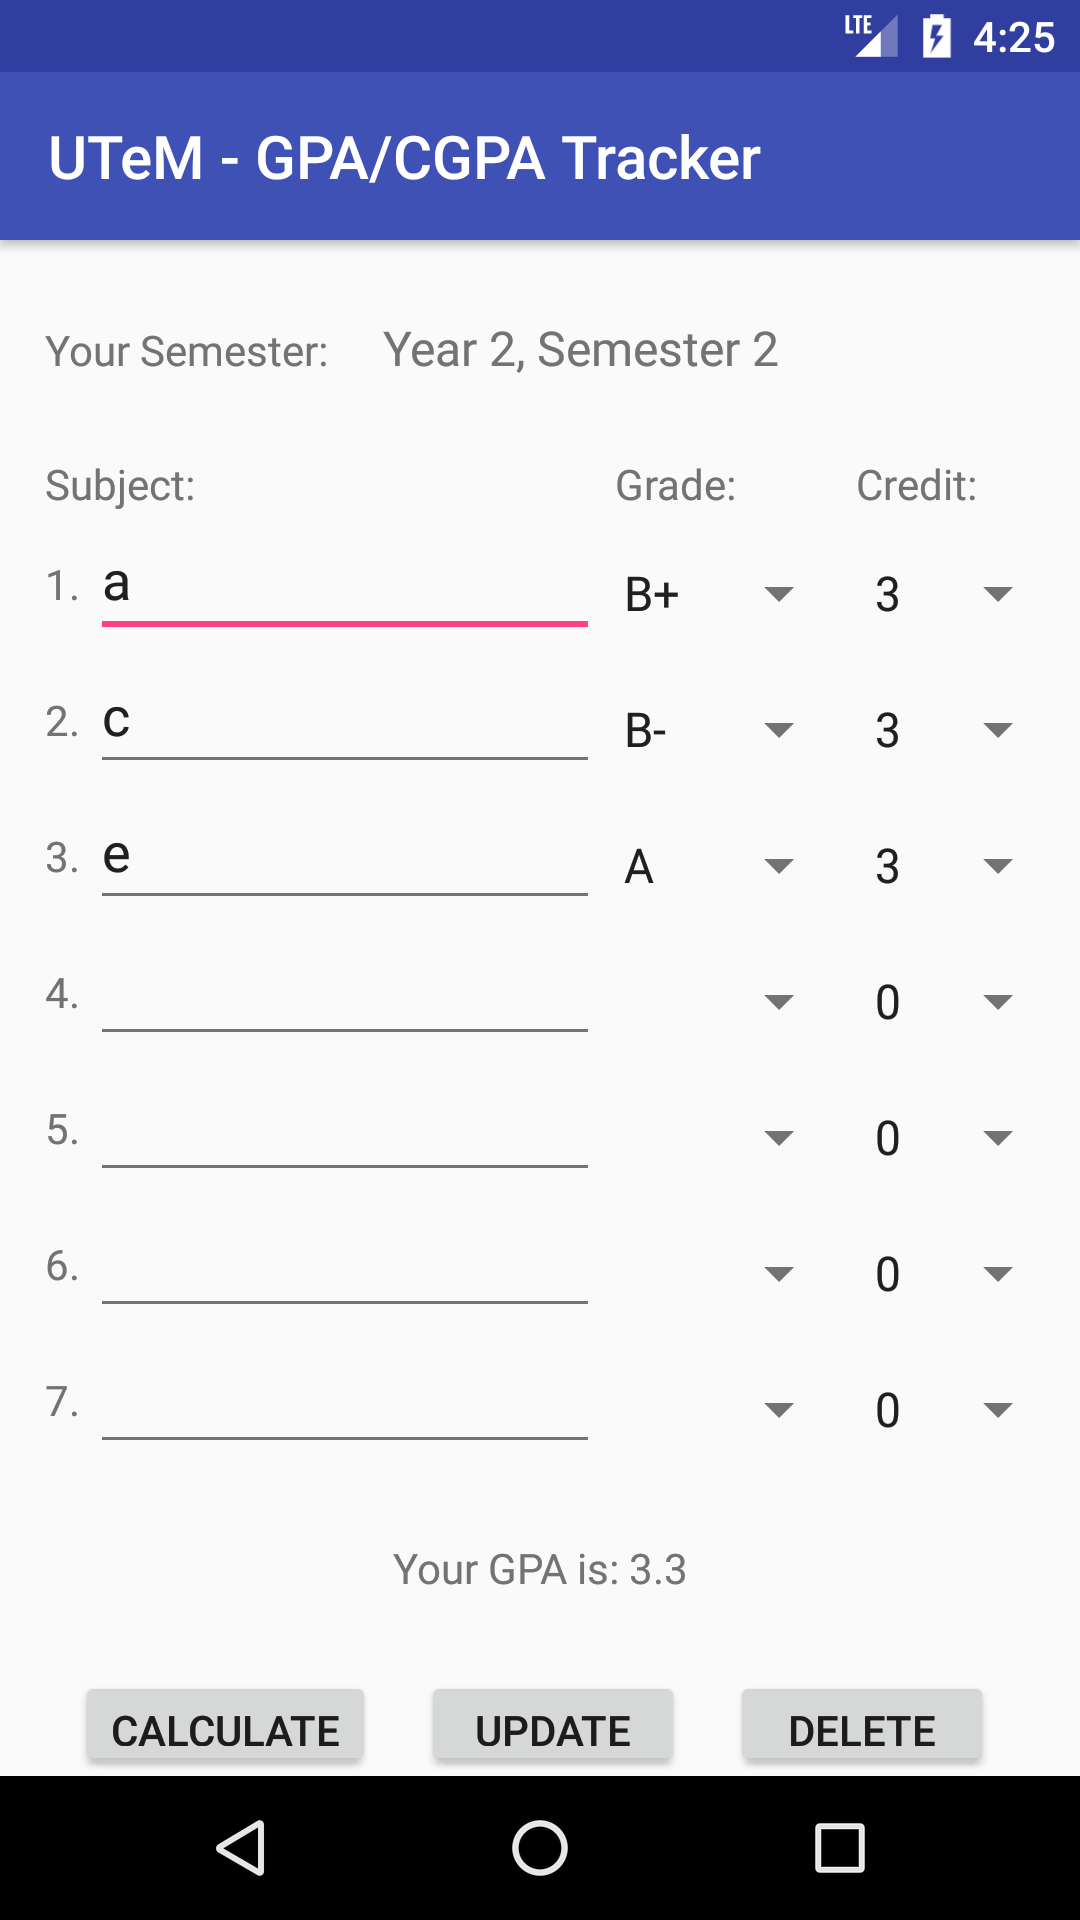 LTE 4:25
UTeM - GPA/CGPA Tracker
Your Semester: Year 2, Semester 2
Subject: Grade: Credit:
1. a B+ 3
2. c B- 3
3. e A 3
4. 0
5. 0
6. 0
7. 0
Your GPA is: 3.3
CALCULATE UPDATE DELETE